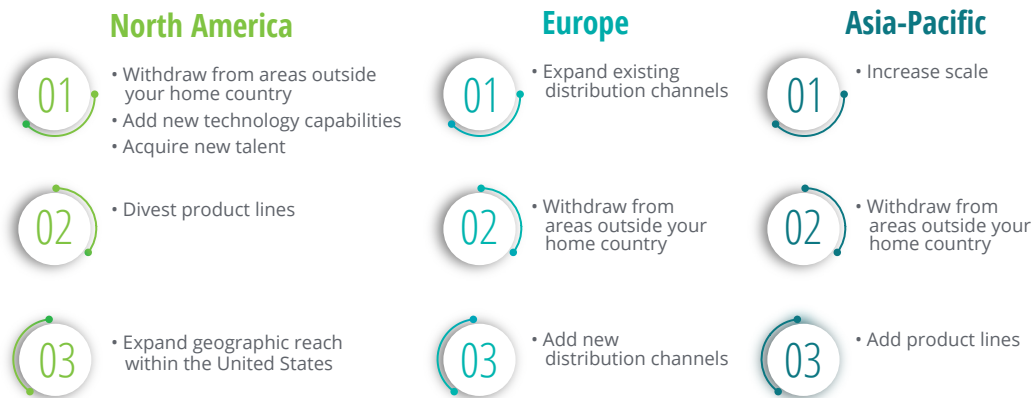 North America
01
• Withdraw from areas outside
your home country
• Add new technology capabilities
• Acquire new talent
02
• Divest product lines
03
• Expand geographic reach
within the United States
Europe
01
• Expand existing
distribution channels
02
• Withdraw from
areas outside your
home country
03
• Add new
distribution channels
Asia-Pacific
01
• Increase scale
02
• Withdraw from
areas outside your
home country
03
• Add product lines